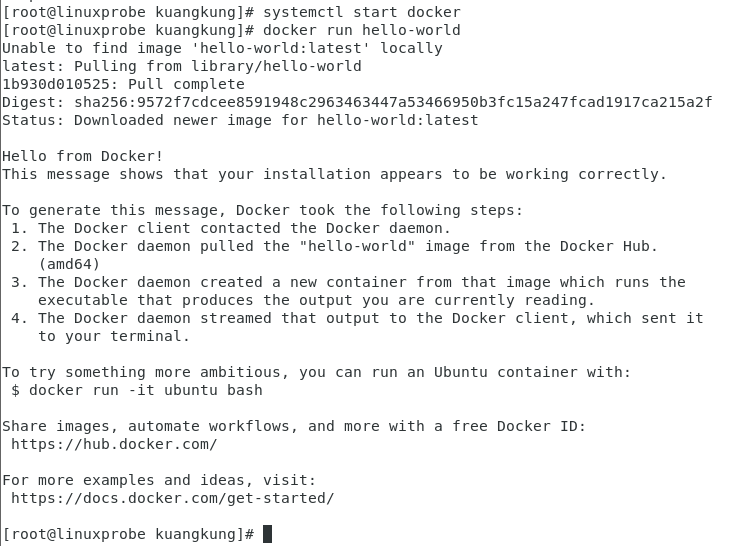 [root@linuxprobe kuangkung]# systemctl start docker
[root@linuxprobe kuangkung]# docker run hello-world
Unable to find image 'hello-world:latest' locally
latest: Pulling from library/hello-world
1b930d010525: Pull complete
Digest: sha256:9572f7cdcee8591948c2963463447a53466950b3fc15a247fcad1917ca215a2f
Status: Downloaded newer image for hello-world:latest

Hello from Docker!
This message shows that your installation appears to be working correctly.

To generate this message, Docker took the following steps:
 1. The Docker client contacted the Docker daemon.
 2. The Docker daemon pulled the "hello-world" image from the Docker Hub.
    (amd64)
 3. The Docker daemon created a new container from that image which runs the
    executable that produces the output you are currently reading.
 4. The Docker daemon streamed that output to the Docker client, which sent it
    to your terminal.

To try something more ambitious, you can run an Ubuntu container with:
 $ docker run -it ubuntu bash

Share images, automate workflows, and more with a free Docker ID:
 https://hub.docker.com/

For more examples and ideas, visit:
 https://docs.docker.com/get-started/

[root@linuxprobe kuangkung]#